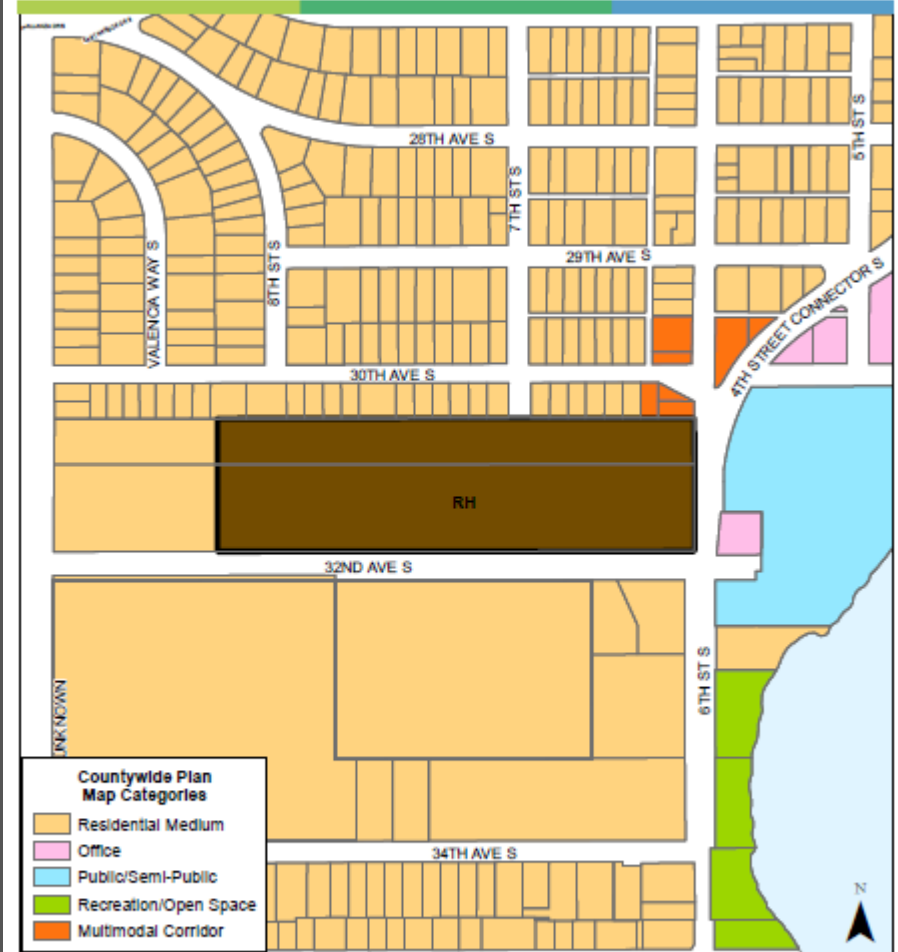 28TH AVE S
5TH ST S
7TH ST S
29TH AVE S
VALENCIA WAY S
8TH ST S
4TH STREET CONNECTOR S
30TH AVE S
RH
32ND AVE S
6TH ST S
UNKNOWN
Countywide Plan
Map Categories
Residential Medium
Office
Public/Semi-Public
Recreation/Open Space
Multimodal Corridor
34TH AVE S
N